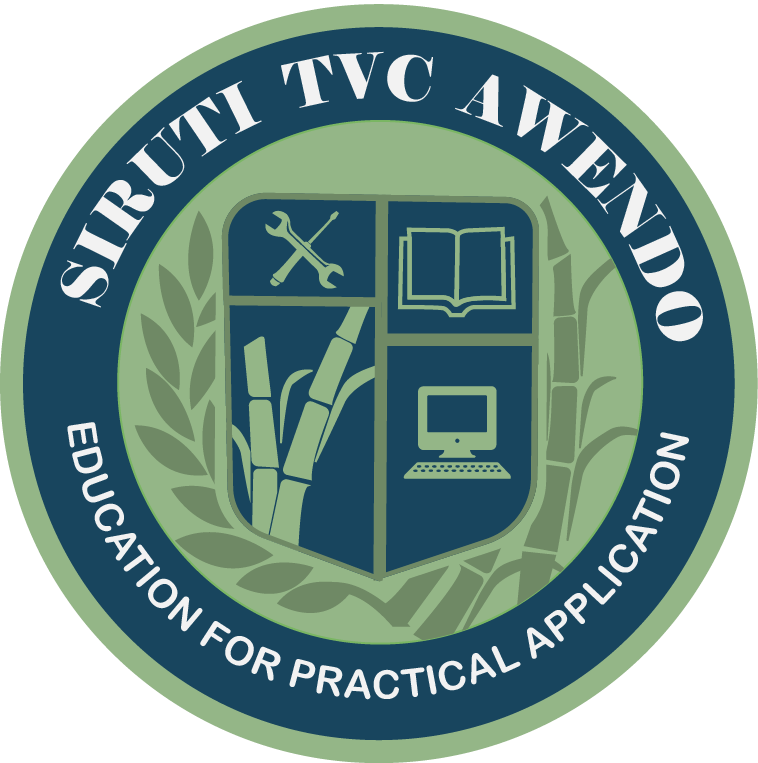 SIRUTI TVC AWENDO
EDUCATION FOR PRACTICAL APPLICATION